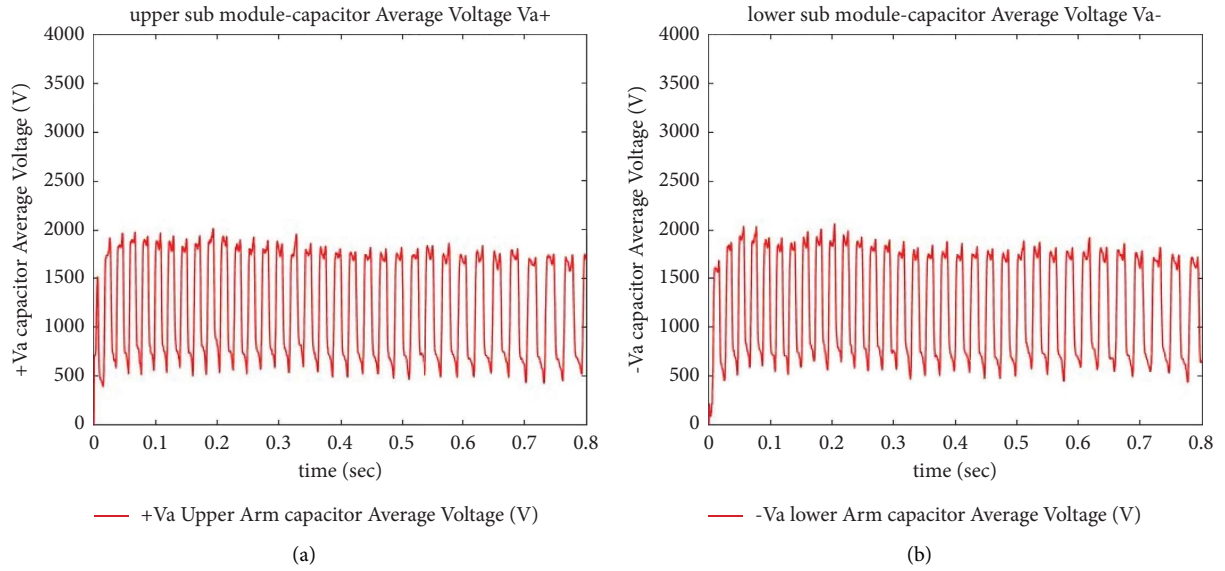 upper sub module-capacitor Average Voltage Va+
4000
3500
3000
2500
2000
1500
1000
500
0
+Va capacitor Average Voltage (V)
0 0.1 0.2 0.3 0.4 0.5 0.6 0.7 0.8
time (sec)
+Va Upper Arm capacitor Average Voltage (V)
(a)
lower sub module-capacitor Average Voltage Va-
4000
3500
3000
2500
2000
1500
1000
500
0
-Va capacitor Average Voltage (V)
0 0.1 0.2 0.3 0.4 0.5 0.6 0.7 0.8
time (sec)
-Va lower Arm capacitor Average Voltage (V)
(b)